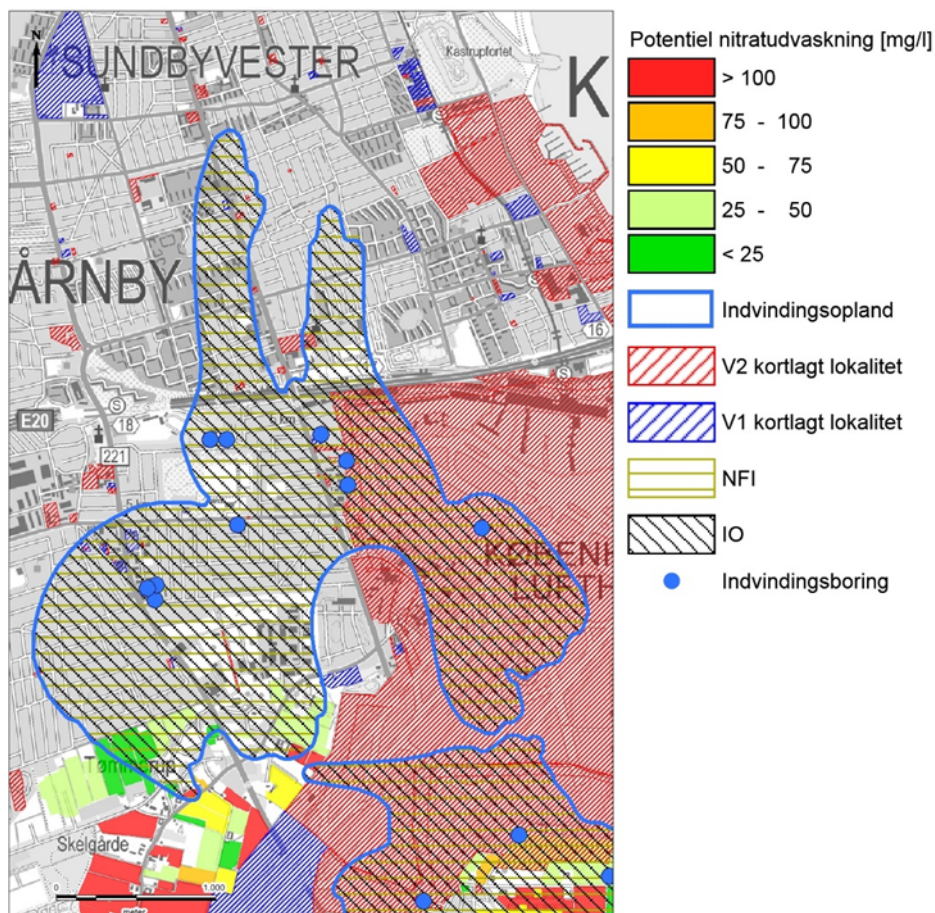 N
SUNDBYVESTER
Kastrupfortet
K
S
ÅRNBY
S
16
S
S
E20
18
221
KØBENH
LUFTH
Tømmerup
Skelgårde
0
1.000
meter
Potentiel nitratudvaskning [mg/l]
> 100
75 - 100
50 - 75
25 - 50
< 25
Indvindingsopland
V2 kortlagt lokalitet
V1 kortlagt lokalitet
NFI
IO
Indvindingsboring